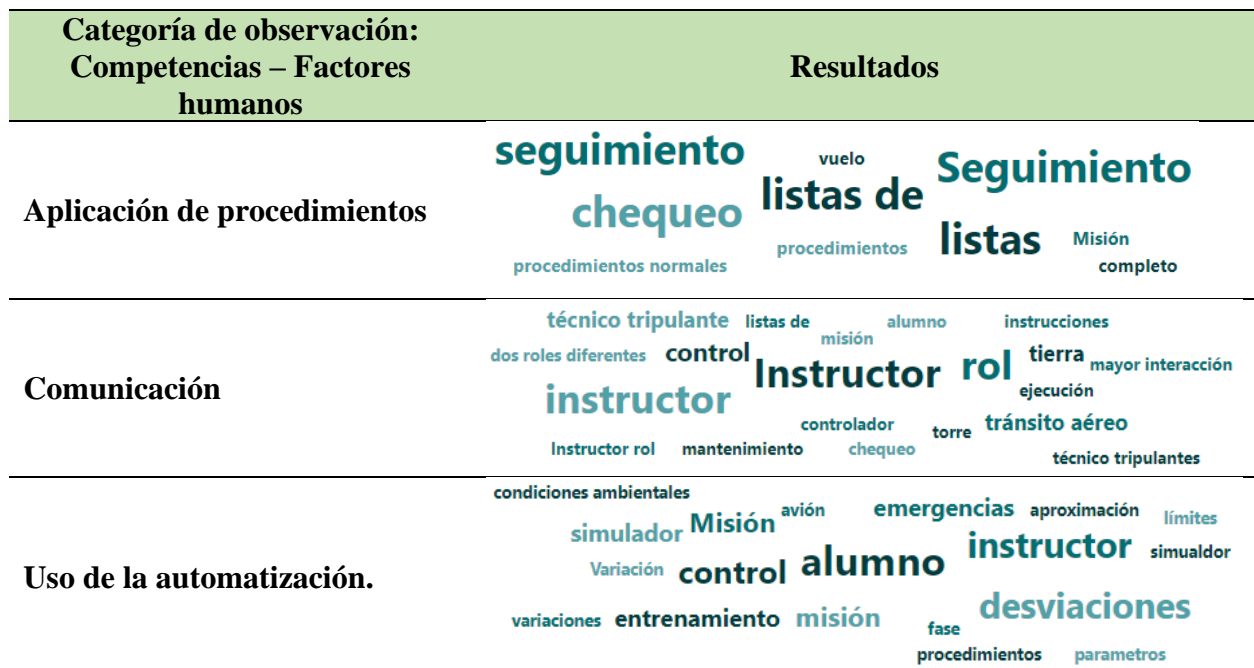 Categoría de observación:
Competencias – Factores
humanos
Resultados
Aplicación de procedimientos
seguimiento
vuelo
Seguimiento
chequeo
listas de
listas
Misión
procedimientos
procedimientos normales
completo
Comunicación
técnico tripulante
listas de
misión
alumno
instrucciones
dos roles diferentes
control
Instructor
rol
tierra
mayor interacción
ejecución
instructor
controlador
torre
tránsito aéreo
Instructor rol
mantenimiento
chequeo
técnico tripulantes
Uso de la automatización.
condiciones ambientales
simulador
Misión
avión
emergencias
aproximación
límites
Variación
control
alumno
instructor
simualdor
variaciones
entrenamiento
misión
fase
desviaciones
procedimientos
parametros